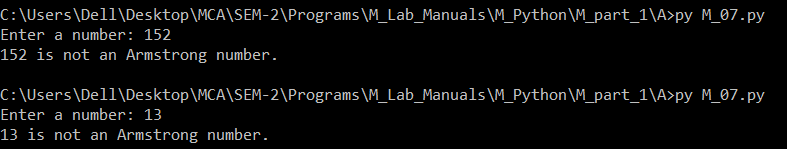 C:\Users\Dell\Desktop\MCA\SEM-2\Programs\M_Lab_Manuals\M_Python\M_part_1\A>py M_07.py
Enter a number: 152
152 is not an Armstrong number.
C:\Users\Dell\Desktop\MCA\SEM-2\Programs\M_Lab_Manuals\M_Python\M_part_1\A>py M_07.py
Enter a number: 13
13 is not an Armstrong number.